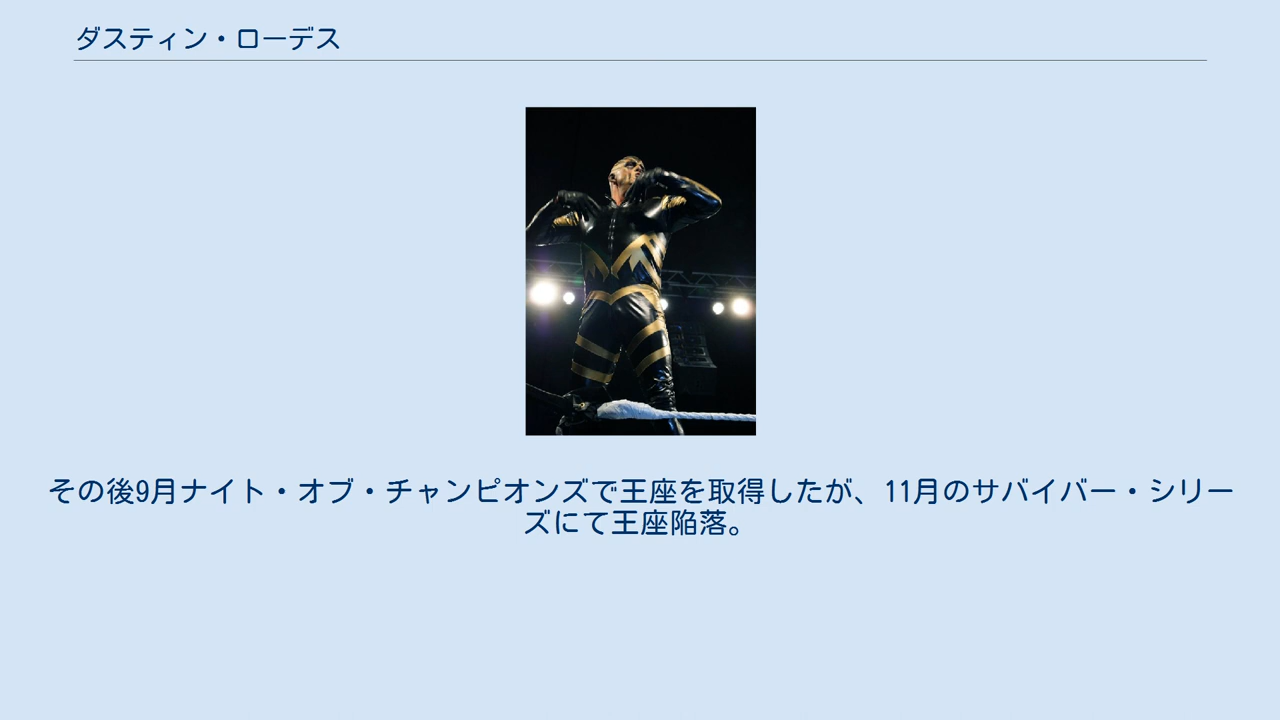 ダスティン・ローデス
その後9月ナイト・オブ・チャンピオンズで王座を取得したが、11月のサバイバー・シリー
ズにて王座陥落。